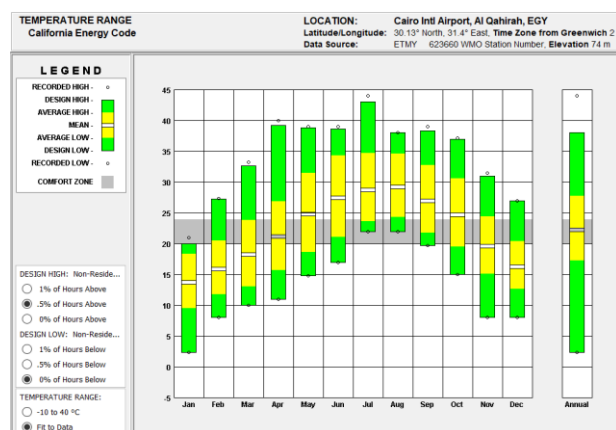 TEMPERATURE RANGE
California Energy Code
LOCATION: Cairo Intl Airport, Al Qahirah, EGY
Latitude/Longitude: 30.13° North, 31.4° East, Time Zone from Greenwich 2
Data Source: ETMY 623660 WMO Station Number, Elevation 74 m
LEGEND
RECORDED HIGH -
DESIGN HIGH -
AVERAGE HIGH -
MEAN -
AVERAGE LOW -
DESIGN LOW -
RECORDED LOW -
COMFORT ZONE
DESIGN HIGH: Non-Reside...
1% of Hours Above
.5% of Hours Above
0% of Hours Above
DESIGN LOW: Non-Reside...
1% of Hours Below
.5% of Hours Below
0% of Hours Below
TEMPERATURE RANGE:
-10 to 40 °C
Fit to Data
45
40
35
30
25
20
15
10
5
0
-5
Jan Feb Mar Apr May Jun Jul Aug Sep Oct Nov Dec Annual